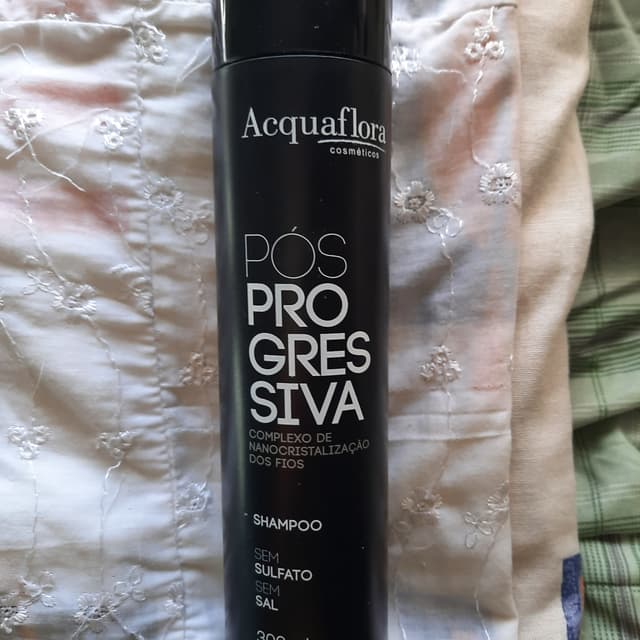 Acquaflora
cosméticos
PÓS
PRO
GRES
SIVA
COMPLEXO DE
NANOCRISTALIZAÇÃO
DOS FIOS
SHAMPOO
SEM
SULFATO
SEM
SAL